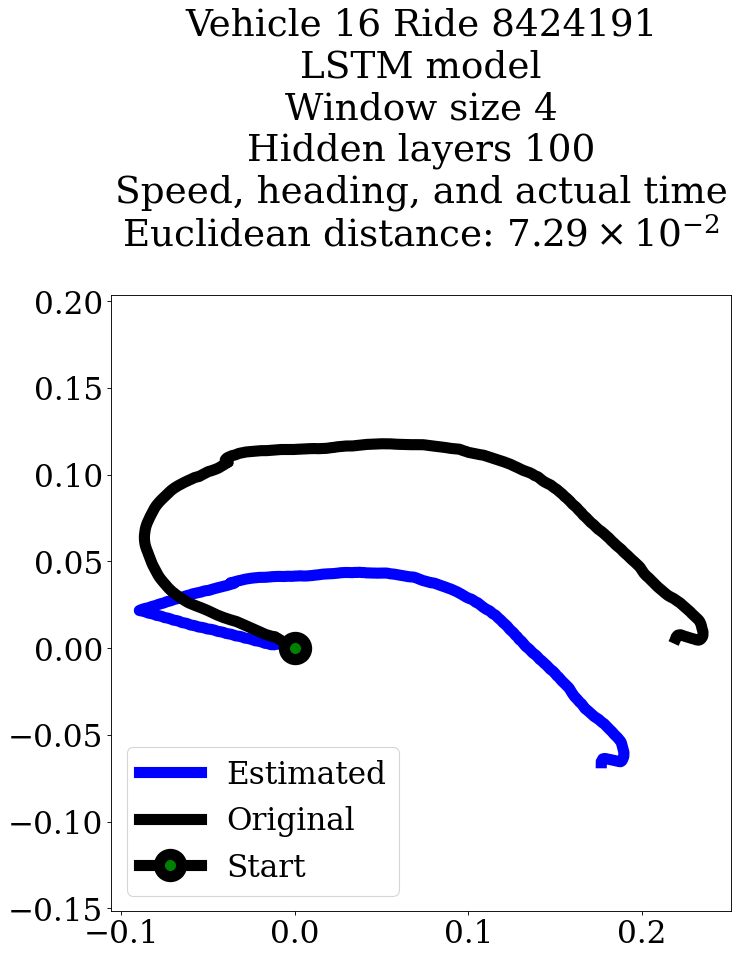 Vehicle 16 Ride 8424191
LSTM model
Window size 4
Hidden layers 100
Speed, heading, and actual time
Euclidean distance: 7.29 × 10⁻²
0.20
0.15
0.10
0.05
0.00
−0.05
−0.10
−0.15
Estimated
Original
Start
−0.1
0.0
0.1
0.2